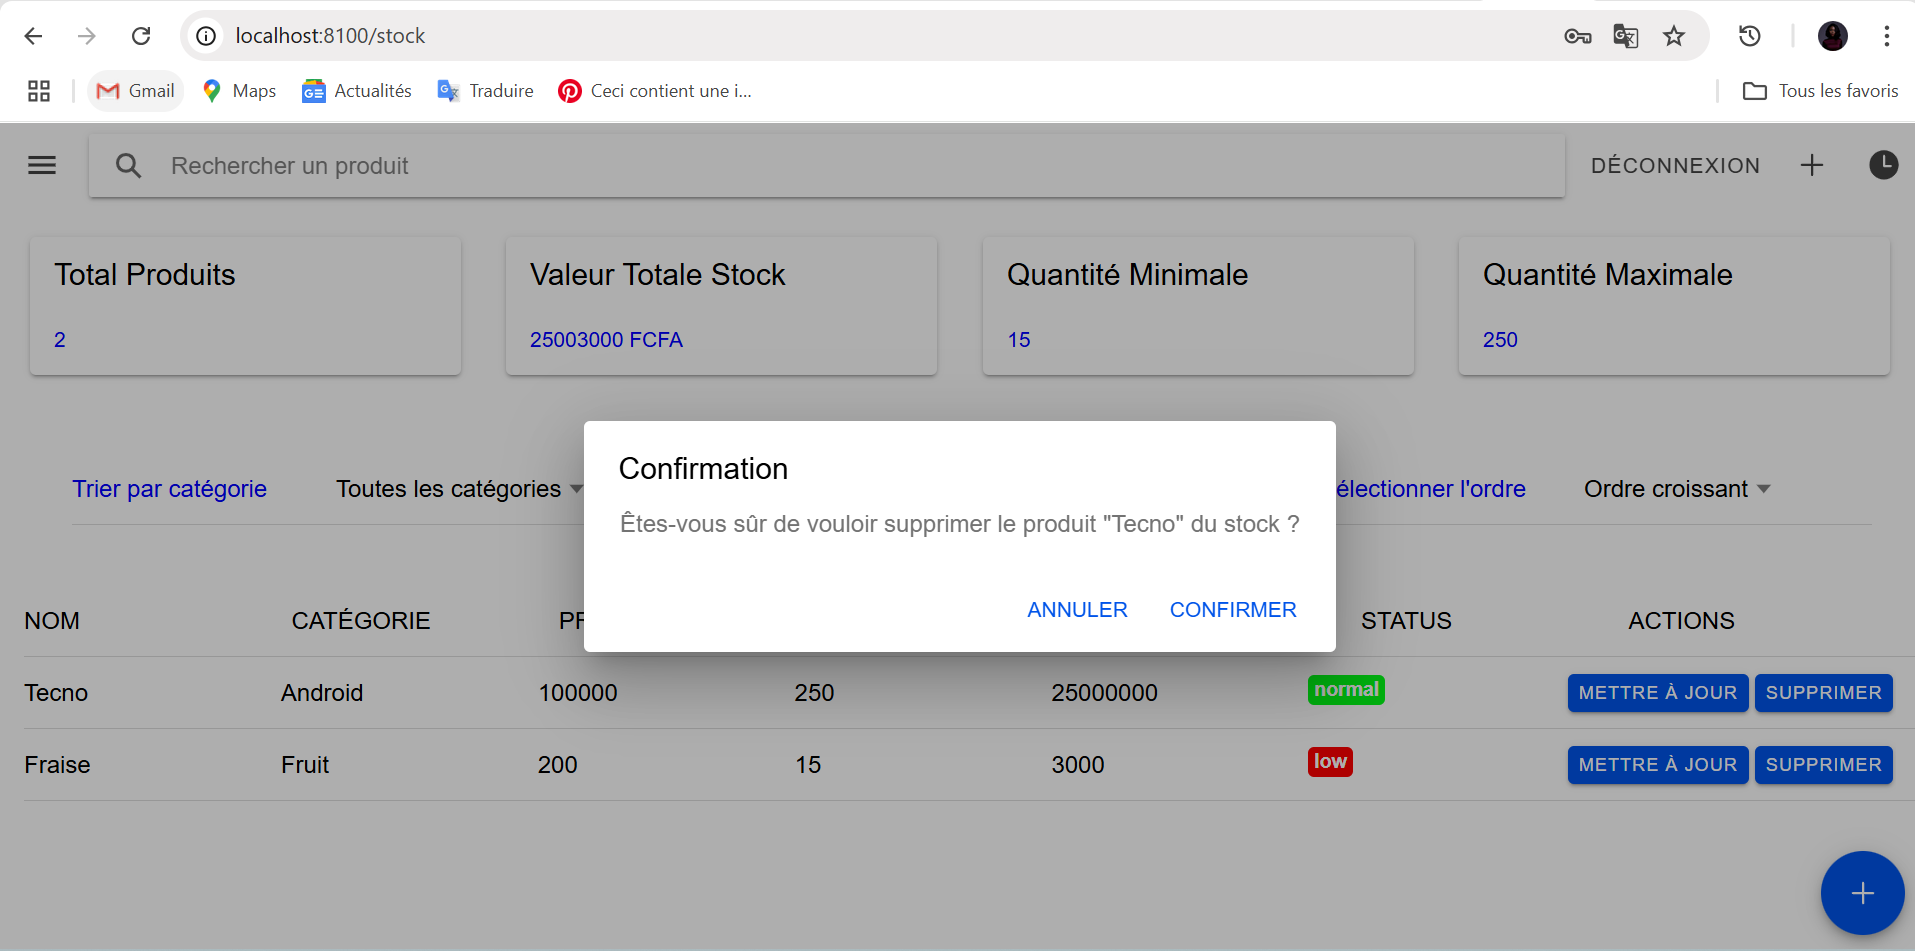 localhost:8100/stock
Gmail Maps Actualités Traduire Ceci contient une i... Tous les favoris
Rechercher un produit DÉCONNEXION
Total Produits Valeur Totale Stock Quantité Minimale Quantité Maximale
2 25003000 FCFA 15 250
Confirmation
Trier par catégorie Toutes les catégories électionner l'ordre Ordre croissant
Êtes-vous sûr de vouloir supprimer le produit "Tecno" du stock ?
ANNULER CONFIRMER
NOM CATÉGORIE STATUS ACTIONS
Tecno Android 100000 250 25000000 normal METTRE À JOUR SUPPRIMER
Fraise Fruit 200 15 3000 low METTRE À JOUR SUPPRIMER